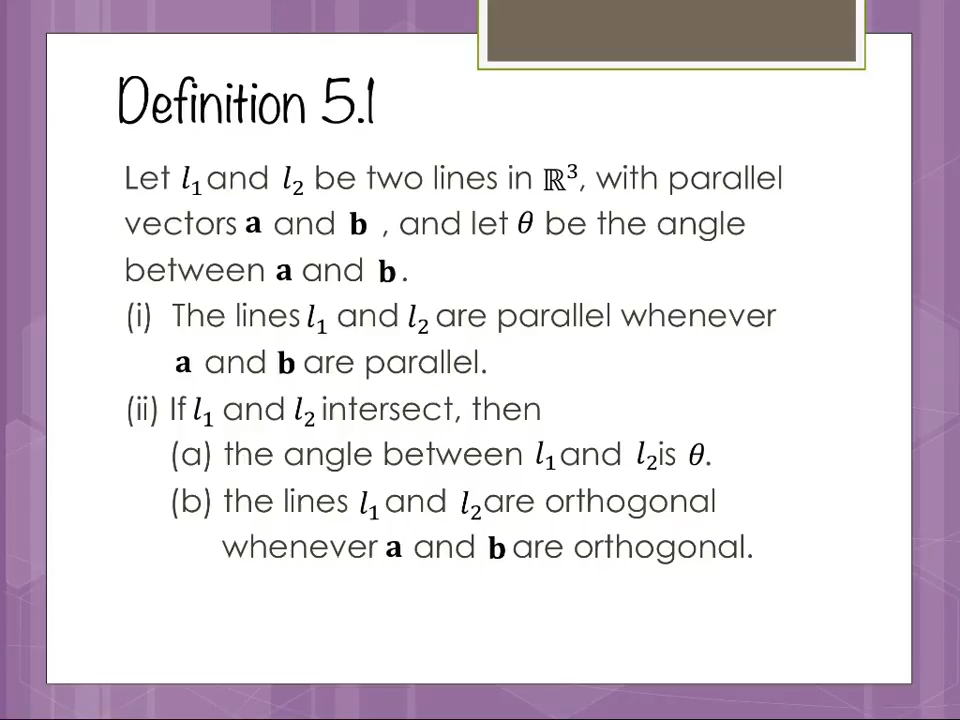 Definition 5.1
Let l₁ and l₂ be two lines in ℝ³, with parallel
vectors a and b , and let θ be the angle
between a and b.
(i) The lines l₁ and l₂ are parallel whenever
a and b are parallel.
(ii) If l₁ and l₂ intersect, then
(a) the angle between l₁ and l₂ is θ.
(b) the lines l₁ and l₂ are orthogonal
whenever a and b are orthogonal.